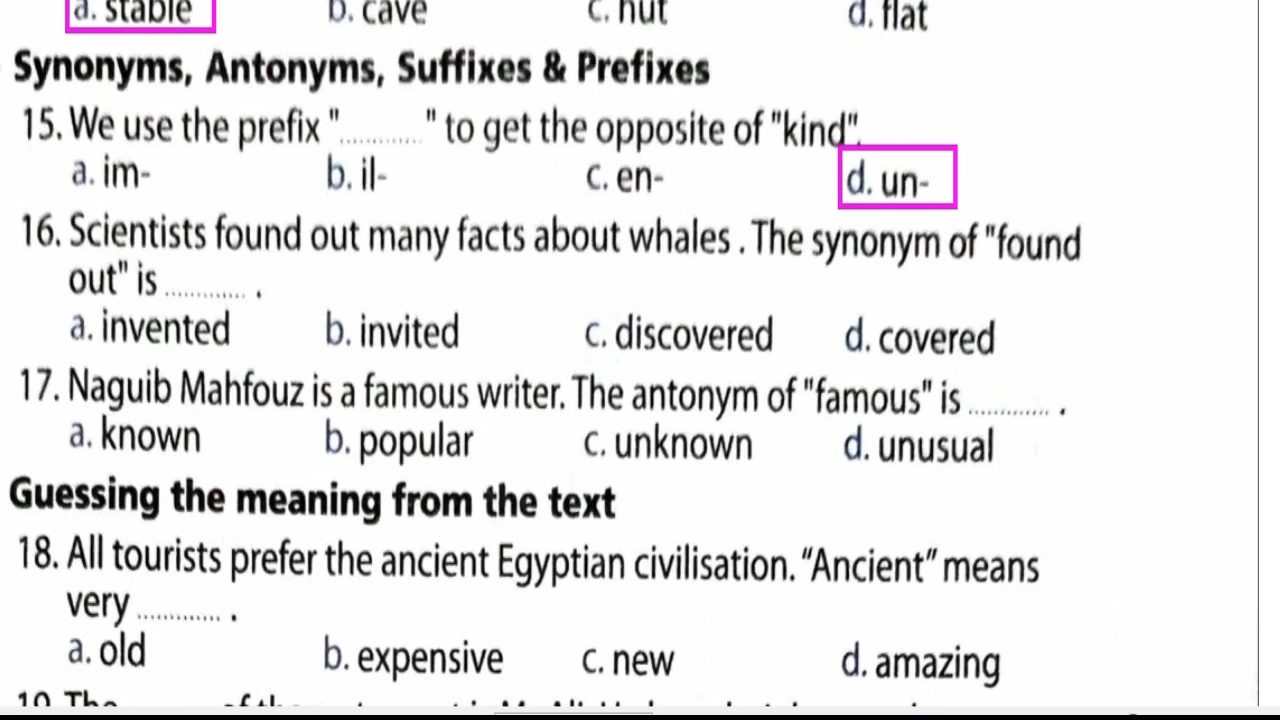 a. stable b. cave c. hut d. flat
Synonyms, Antonyms, Suffixes & Prefixes
15. We use the prefix "............" to get the opposite of "kind".
a. im- b. il- c. en- d. un-
16. Scientists found out many facts about whales . The synonym of "found
out" is ............ .
a. invented b. invited c. discovered d. covered
17. Naguib Mahfouz is a famous writer. The antonym of "famous" is ............ .
a. known b. popular c. unknown d. unusual
Guessing the meaning from the text
18. All tourists prefer the ancient Egyptian civilisation. “Ancient” means
very ............. .
a. old b. expensive c. new d. amazing
19. The